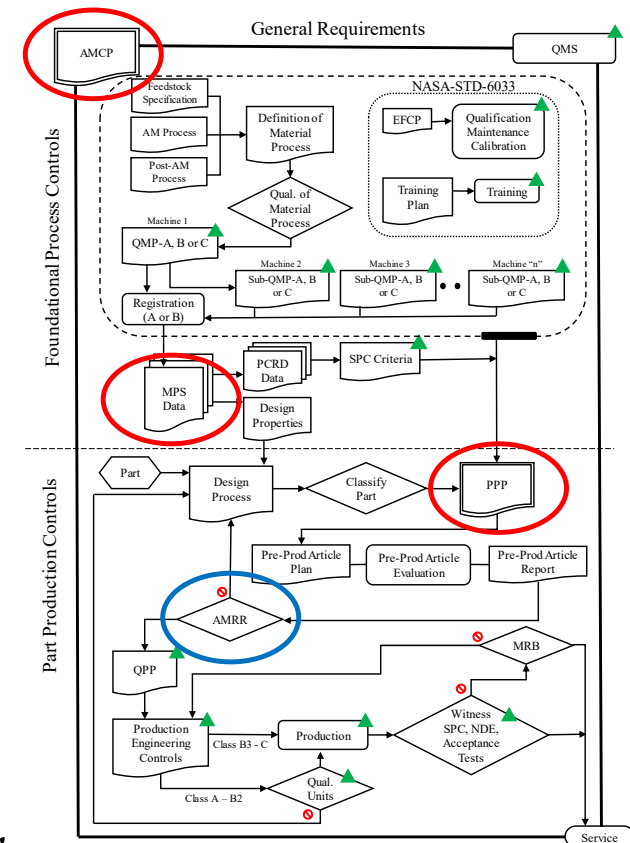 General Requirements
AMCP
QMS
NASA-STD-6033
Foundational Process Controls
Feedstock
Specification
AM Process
Post-AM
Process
Definition of
Material
Process
EFCP
Qualification
Maintenance
Calibration
Training
Plan
Training
Qual. of
Material
Process
Machine 1
QMP-A, B or C
Machine 2
Sub-QMP-A, B
or C
Machine 3
Sub-QMP-A, B
or C
Machine “n”
Sub-QMP-A, B
or C
Registration
(A or B)
MPS
Data
PCRD
Data
SPC Criteria
Design
Properties
Part Production Controls
Part
Design
Process
Classify
Part
PPP
Pre-Prod Article
Plan
Pre-Prod Article
Evaluation
Pre-Prod Article
Report
AMRR
MRB
QPP
Production
Engineering
Controls
Class B3 - C
Production
Witness
SPC, NDE,
Acceptance
Tests
Class A – B2
Qual.
Units
Service